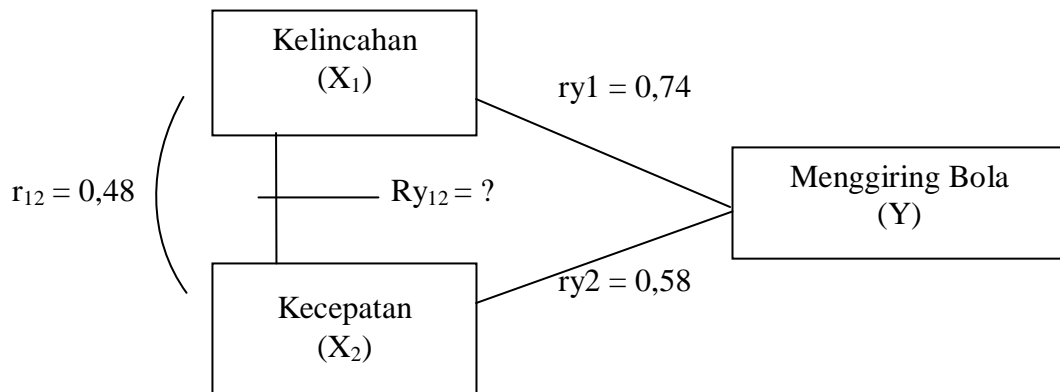 Kelincahan
(X₁)
ry1 = 0,74
r₁₂ = 0,48
Ry₁₂ = ?
Menggiring Bola
(Y)
ry2 = 0,58
Kecepatan
(X₂)